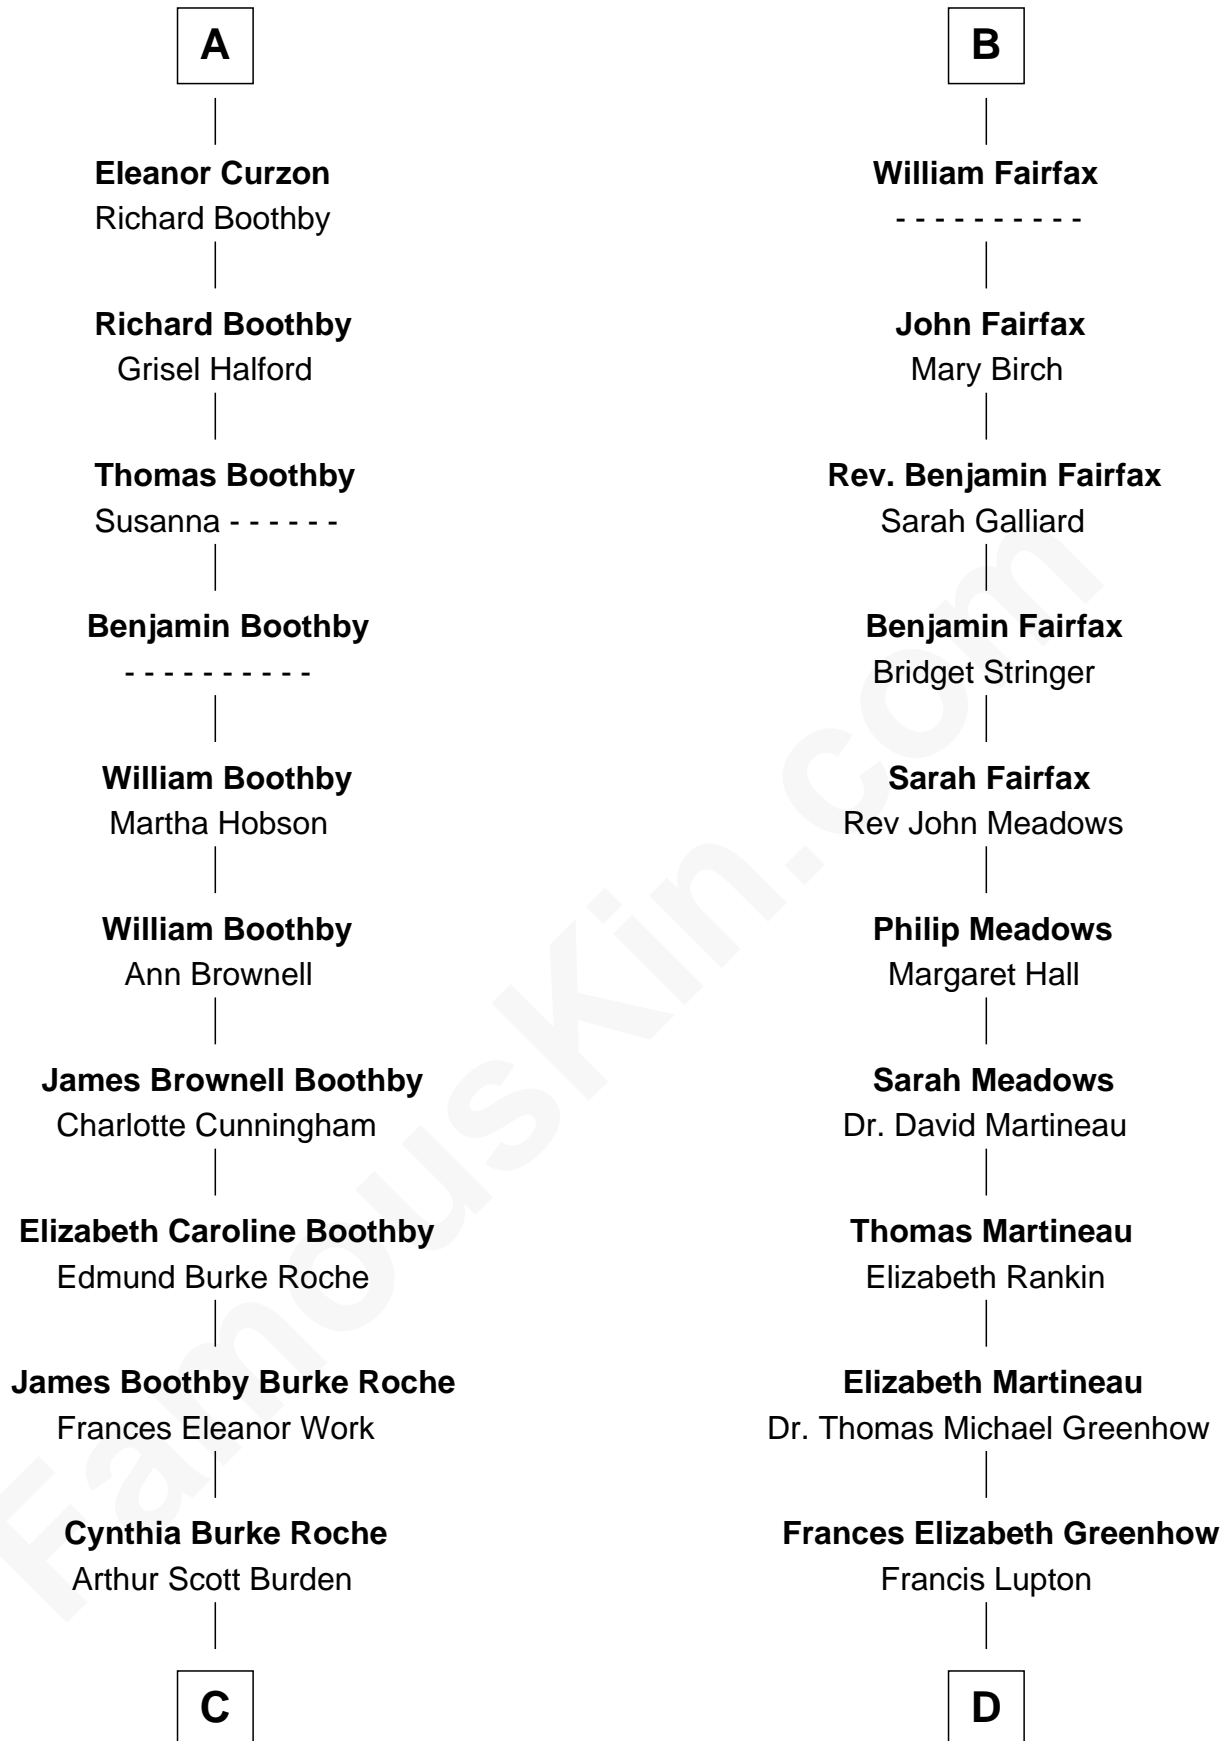 A
Eleanor Curzon
Richard Boothby
Richard Boothby
Grisel Halford
Thomas Boothby
Susanna - - - - - -
Benjamin Boothby
- - - - - - - - - -
William Boothby
Martha Hobson
William Boothby
Ann Brownell
James Brownell Boothby
Charlotte Cunningham
Elizabeth Caroline Boothby
Edmund Burke Roche
James Boothby Burke Roche
Frances Eleanor Work
Cynthia Burke Roche
Arthur Scott Burden
C
B
William Fairfax
- - - - - - - - - -
John Fairfax
Mary Birch
Rev. Benjamin Fairfax
Sarah Galliard
Benjamin Fairfax
Bridget Stringer
Sarah Fairfax
Rev John Meadows
Philip Meadows
Margaret Hall
Sarah Meadows
Dr. David Martineau
Thomas Martineau
Elizabeth Rankin
Elizabeth Martineau
Dr. Thomas Michael Greenhow
Frances Elizabeth Greenhow
Francis Lupton
D
FamousKin.com